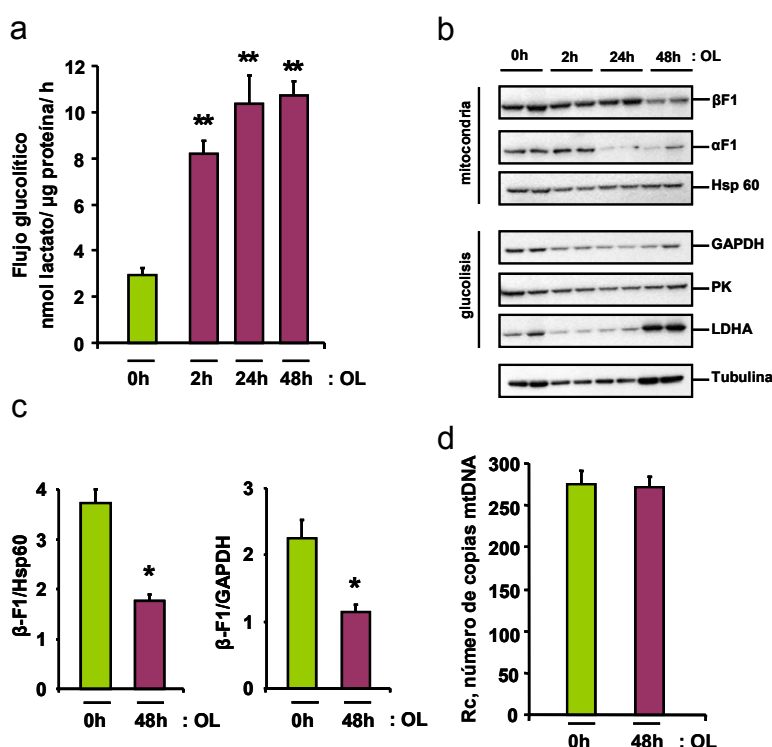 a
Flujo glucolítico
nmol lactato/ µg proteína/ h
12
10
8
6
4
2
0
**
**
**
0h 2h 24h 48h : OL
b
0h 2h 24h 48h : OL
mitocondria
βF1
αF1
Hsp 60
glucolisis
GAPDH
PK
LDHA
Tubulina
c
β-F1/Hsp60
4
3
2
1
0
*
0h 48h : OL
β-F1/GAPDH
3
2
1
0
*
0h 48h : OL
d
Rc, número de copias mtDNA
300
250
200
150
100
50
0
0h 48h : OL